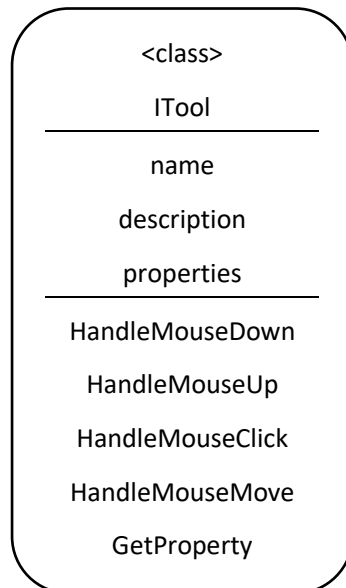 <class>
ITool
name
description
properties
HandleMouseDown
HandleMouseUp
HandleMouseClick
HandleMouseMove
GetProperty